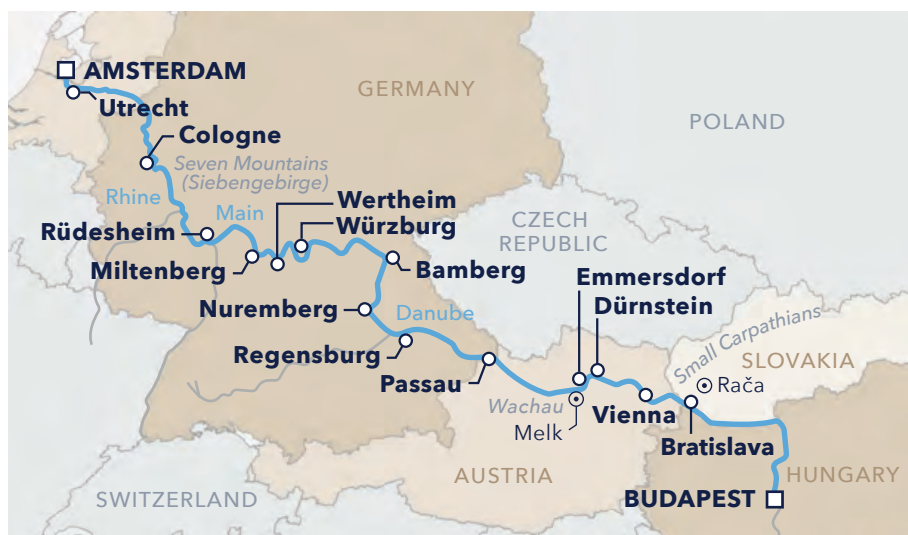 AMSTERDAM
Utrecht
GERMANY
POLAND
Cologne
Seven Mountains
(Siebengebirge)
Rhine
Main
Wertheim
Würzburg
Rüdesheim
Miltenberg
Bamberg
CZECH
REPUBLIC
Emmersdorf
Dürnstein
Nuremberg
Danube
Regensburg
Passau
Small Carpathians
SLOVAKIA
Rača
Wachau
Melk
Vienna
Bratislava
AUSTRIA
HUNGARY
SWITZERLAND
BUDAPEST